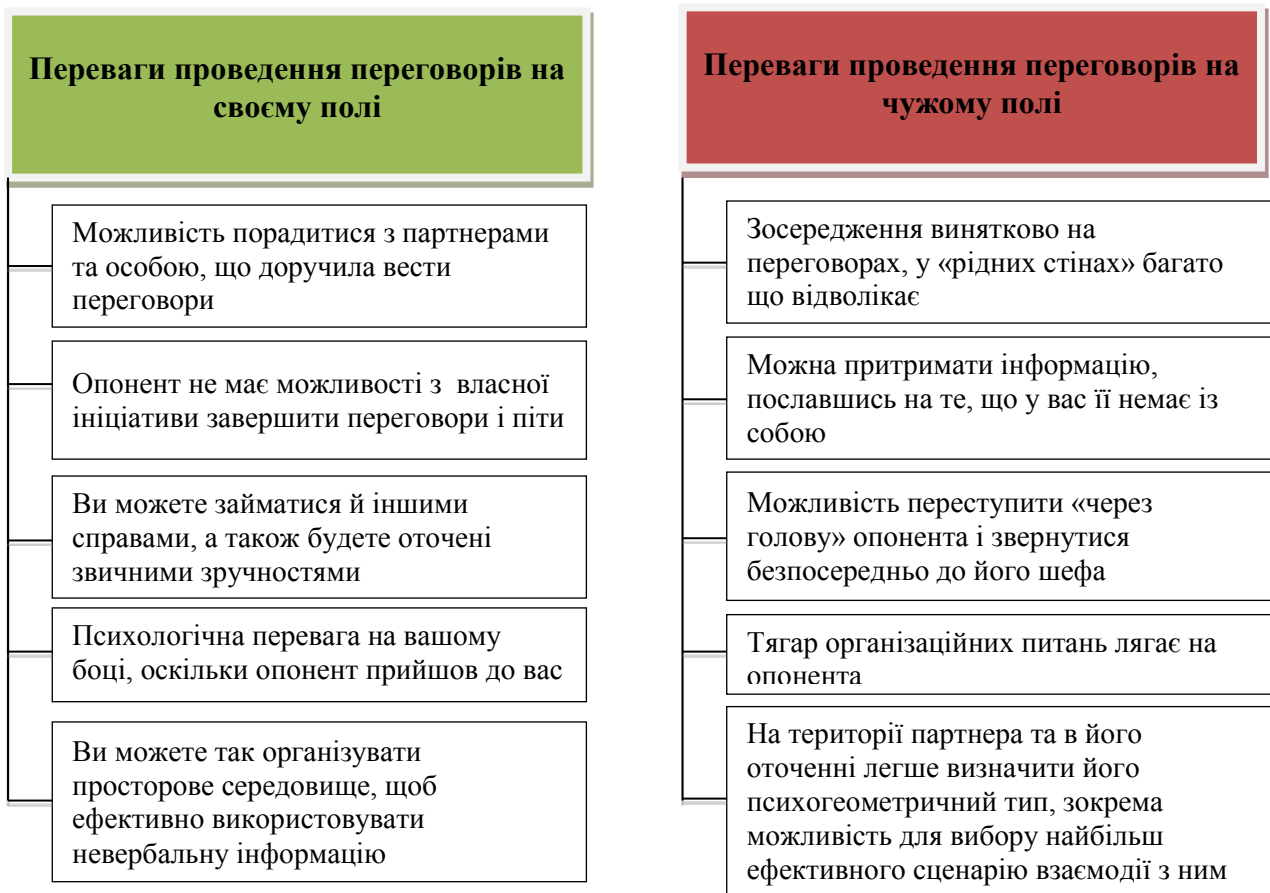 Переваги проведення переговорів на
своєму полі
Можливість порадитися з партнерами
та особою, що доручила вести
переговори
Опонент не має можливості з власної
ініціативи завершити переговори і піти
Ви можете займатися й іншими
справами, а також будете оточені
звичними зручностями
Психологічна перевага на вашому
боці, оскільки опонент прийшов до вас
Ви можете так організувати
просторове середовище, щоб
ефективно використовувати
невербальну інформацію
Переваги проведення переговорів на
чужому полі
Зосередження винятково на
переговорах, у «рідних стінах» багато
що відволікає
Можна притримати інформацію,
пославшись на те, що у вас її немає із
собою
Можливість переступити «через
голову» опонента і звернутися
безпосередньо до його шефа
Тягар організаційних питань лягає на
опонента
На території партнера та в його
оточенні легше визначити його
психогеометричний тип, зокрема
можливість для вибору найбільш
ефективного сценарію взаємодії з ним